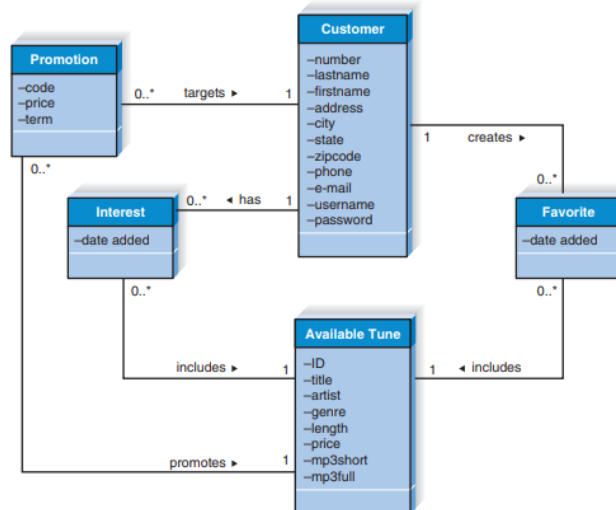 Customer
–number
–lastname
–firstname
–address
–city
–state
–zipcode
–phone
–e-mail
–username
–password
Promotion
–code
–price
–term
0..*
targets ►
1
1
creates ►
0..*
0..*
0..*
◄ has
1
Interest
–date added
Favorite
–date added
0..*
0..*
Available Tune
–ID
–title
–artist
–genre
–length
–price
–mp3short
–mp3full
includes ►
1
1
◄ includes
promotes ►
1